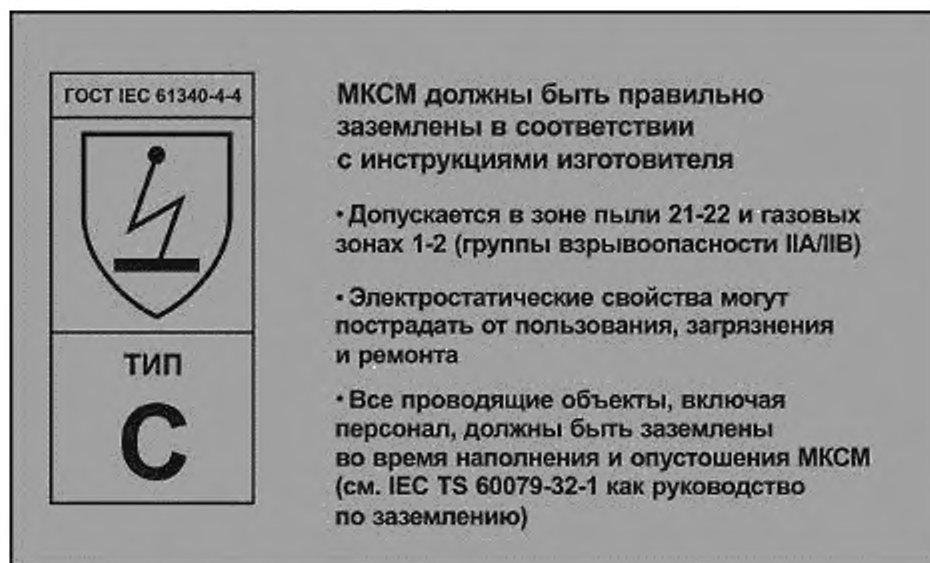 ГОСТ IEC 61340-4-4
ТИП
С
МКСМ должны быть правильно
заземлены в соответствии
с инструкциями изготовителя
• Допускается в зоне пыли 21-22 и газовых
зонах 1-2 (группы взрывоопасности IIA/IIB)
• Электростатические свойства могут
пострадать от пользования, загрязнения
и ремонта
• Все проводящие объекты, включая
персонал, должны быть заземлены
во время наполнения и опустошения МКСМ
(см. IEC TS 60079-32-1 как руководство
по заземлению)